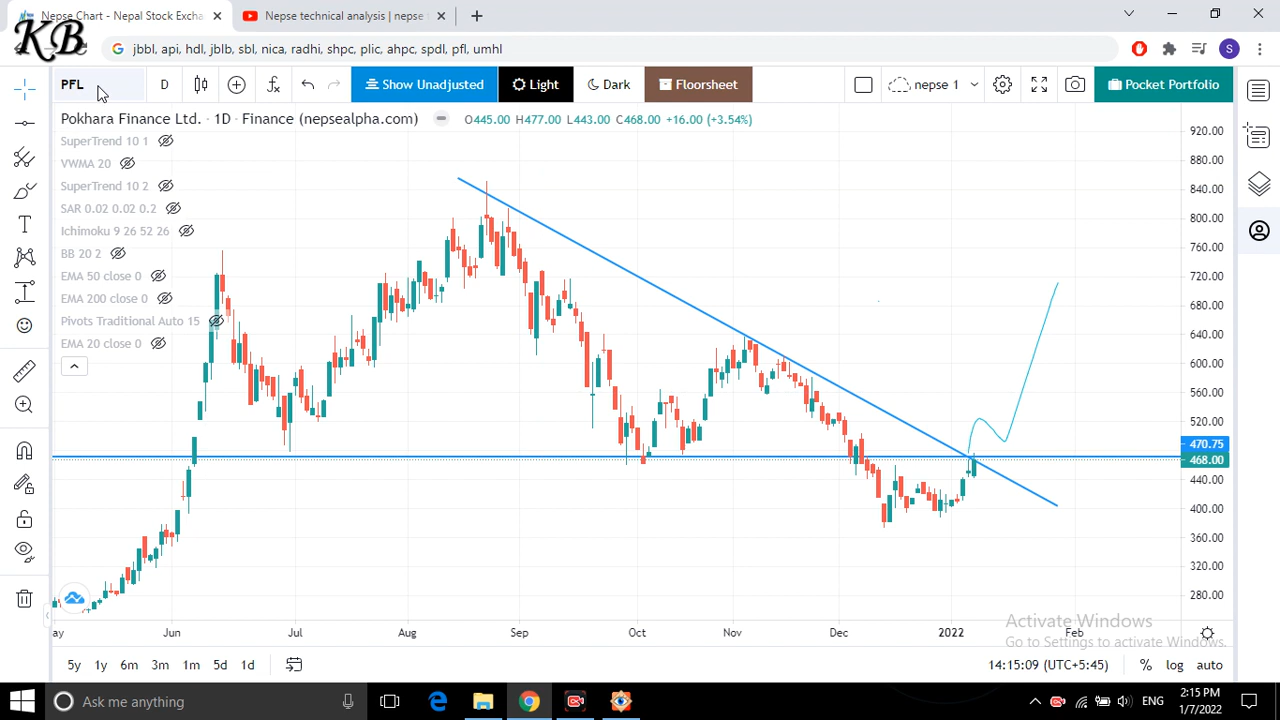 Nepse Chart - Nepal Stock Excha
Nepse technical analysis | nepse
KB
jbbl, api, hdl, jblb, sbl, nica, radhi, shpc, plic, ahpc, spdl, pfl, umhl
S
PFL
D
Show Unadjusted
Light
Dark
Floorsheet
nepse 1
Pocket Portfolio
Pokhara Finance Ltd. · 1D · Finance (nepsealpha.com)
O445.00 H477.00 L443.00 C468.00 +16.00 (+3.54%)
SuperTrend 10 1
VWMA 20
SuperTrend 10 2
SAR 0.02 0.02 0.2
Ichimoku 9 26 52 26
BB 20 2
EMA 50 close 0
EMA 200 close 0
Pivots Traditional Auto 15
EMA 20 close 0
920.00
880.00
840.00
800.00
760.00
720.00
680.00
640.00
600.00
560.00
520.00
470.75
468.00
440.00
400.00
360.00
320.00
280.00
ay Jun Jul Aug Sep Oct Nov Dec 2022 Feb
Activate Windows
Go to Settings to activate Windows.
5y 1y 6m 3m 1m 5d 1d
14:15:09 (UTC+5:45) % log auto
Ask me anything
ENG
2:15 PM
1/7/2022